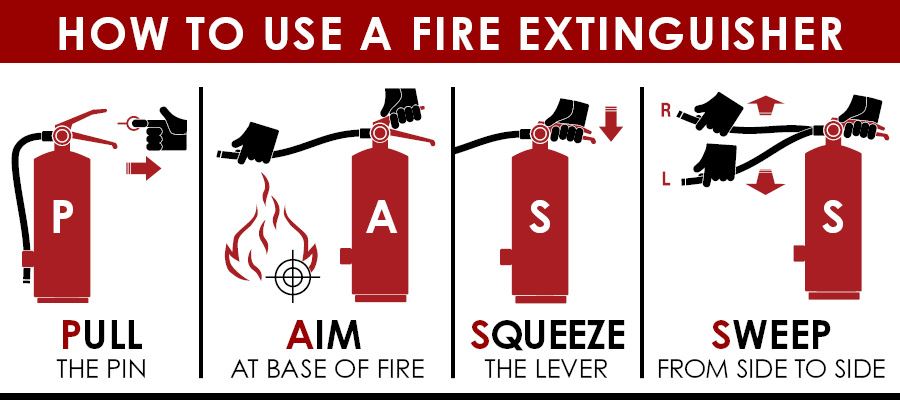 HOW TO USE A FIRE EXTINGUISHER
P
PULL
THE PIN
A
AIM
AT BASE OF FIRE
S
SQUEEZE
THE LEVER
R
L
S
SWEEP
FROM SIDE TO SIDE